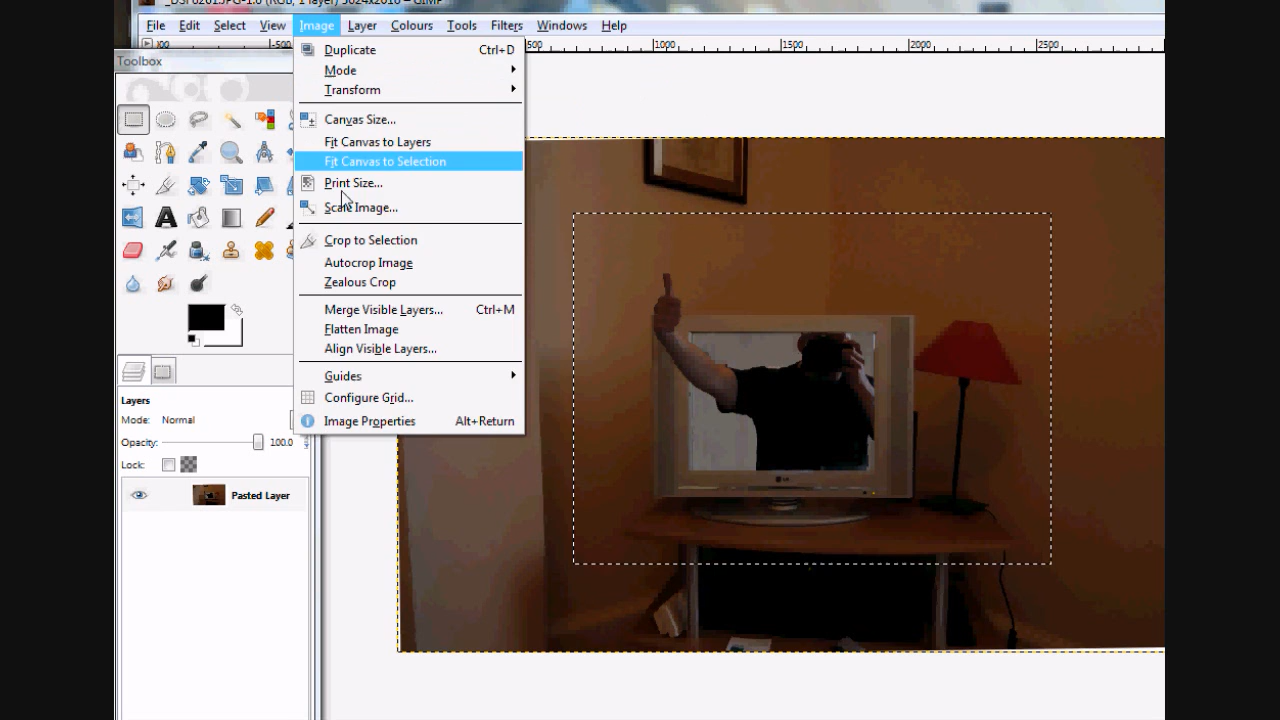 File Edit Select View Image Layer Colours Tools Filters Windows Help
-500 500 1000 1500 2000 2500
Toolbox
Duplicate Ctrl+D
Mode
Transform
Canvas Size...
Fit Canvas to Layers
Fit Canvas to Selection
Print Size...
Scale Image...
Crop to Selection
Autocrop Image
Zealous Crop
Merge Visible Layers... Ctrl+M
Flatten Image
Align Visible Layers...
Guides
Configure Grid...
Image Properties Alt+Return
Layers
Mode: Normal
Opacity: 100.0
Lock:
Pasted Layer
LG